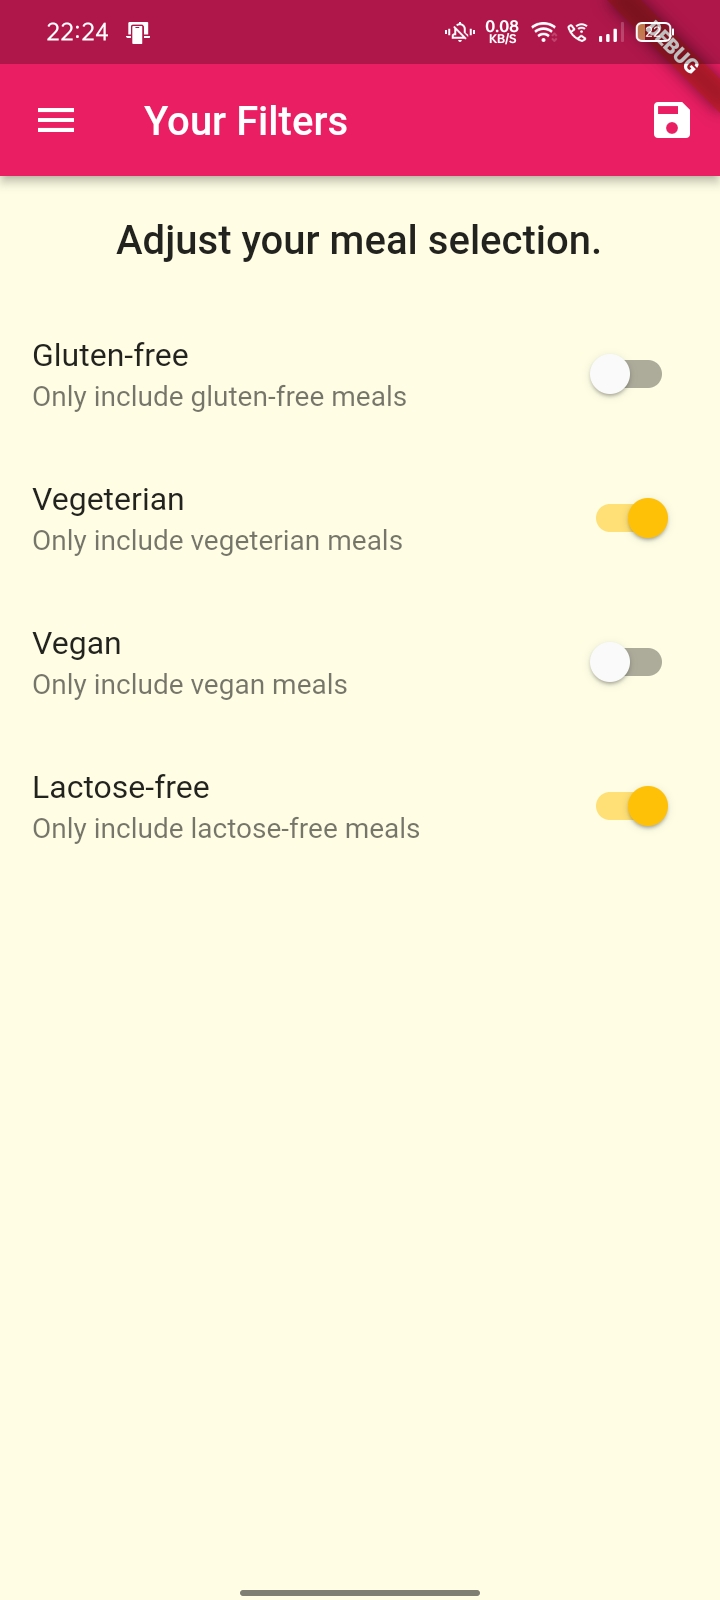 22:24
0.08
KB/S
DEBUG
Your Filters
Adjust your meal selection.
Gluten-free
Only include gluten-free meals
Vegeterian
Only include vegeterian meals
Vegan
Only include vegan meals
Lactose-free
Only include lactose-free meals